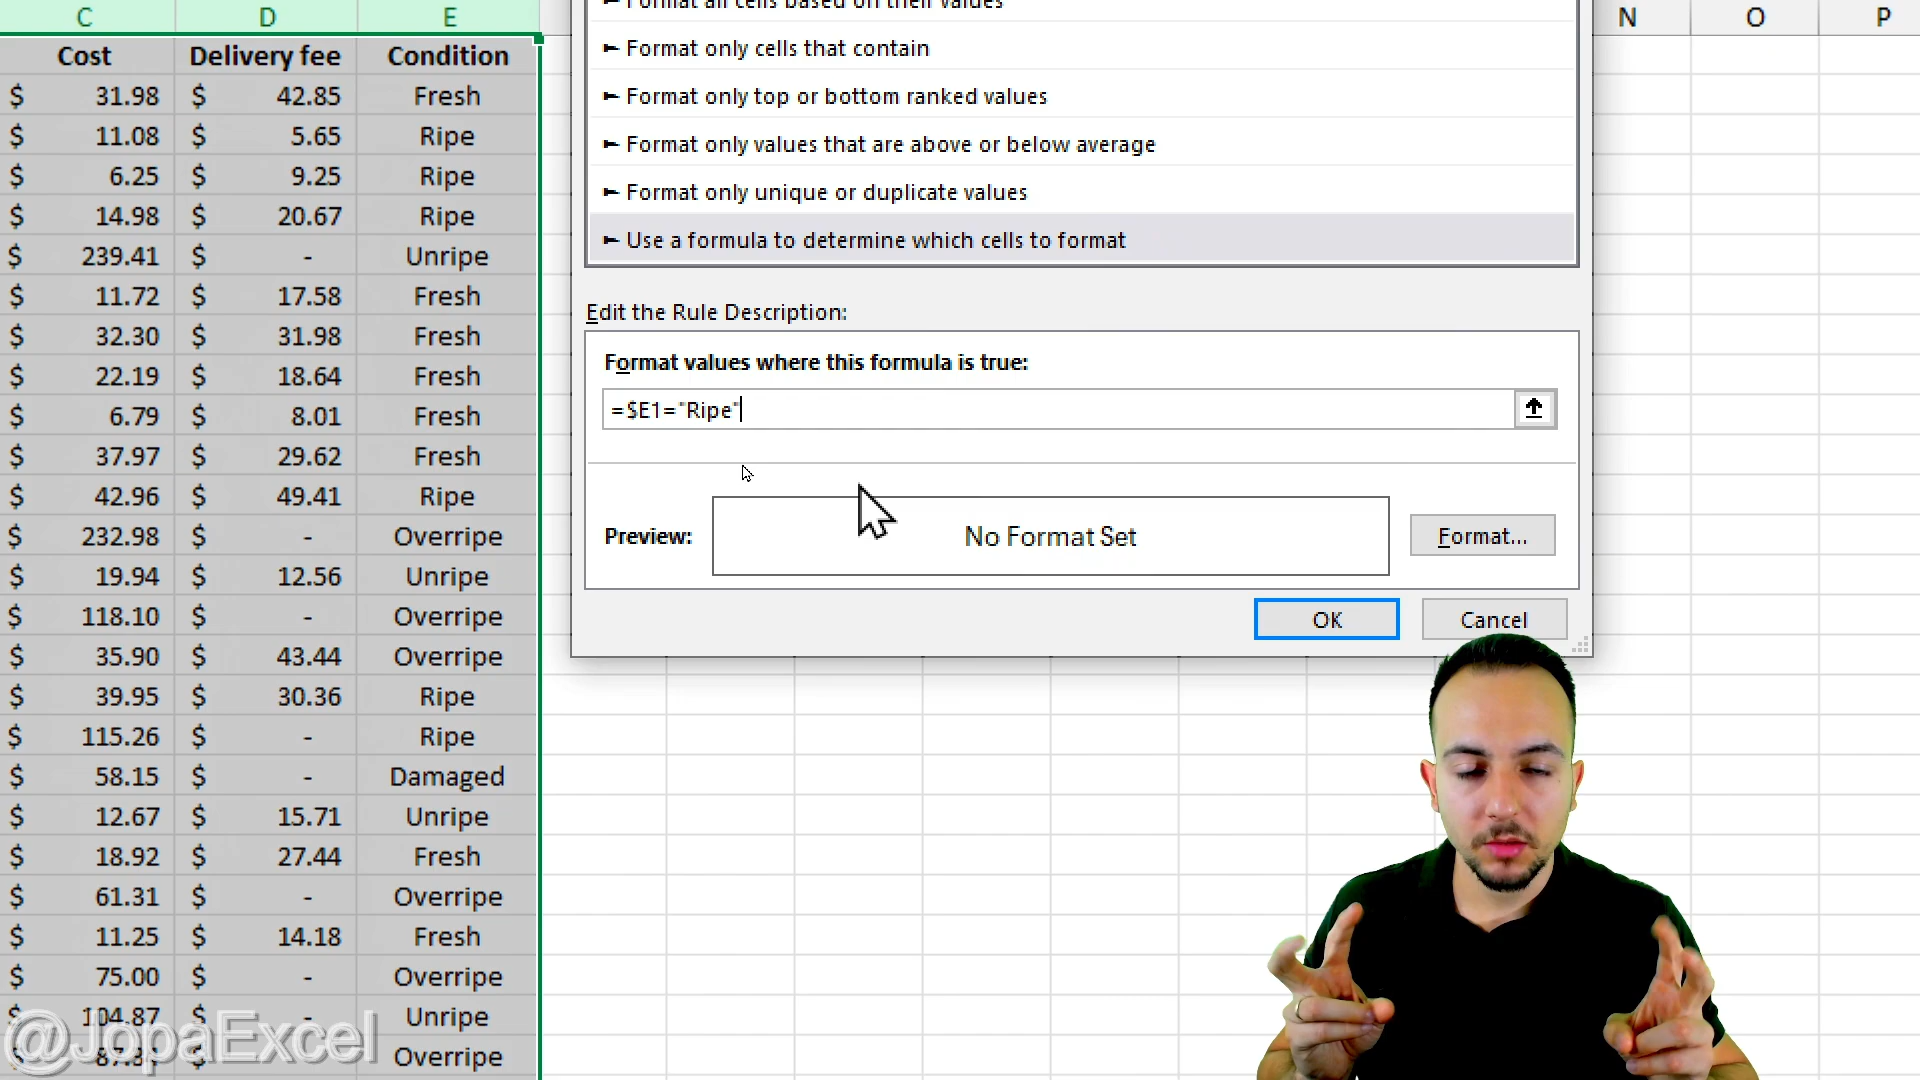 C D E N O P
Format all cells based on their values
Cost Delivery fee Condition
► Format only cells that contain
$ 31.98 $ 42.85 Fresh
► Format only top or bottom ranked values
$ 11.08 $ 5.65 Ripe
► Format only values that are above or below average
$ 6.25 $ 9.25 Ripe
► Format only unique or duplicate values
$ 14.98 $ 20.67 Ripe
► Use a formula to determine which cells to format
$ 239.41 $ - Unripe
$ 11.72 $ 17.58 Fresh
Edit the Rule Description:
$ 32.30 $ 31.98 Fresh
Format values where this formula is true:
$ 22.19 $ 18.64 Fresh
=$E1="Ripe"
$ 6.79 $ 8.01 Fresh
$ 37.97 $ 29.62 Fresh
$ 42.96 $ 49.41 Ripe
Preview: No Format Set Format...
$ 232.98 $ - Overripe
$ 19.94 $ 12.56 Unripe
OK Cancel
$ 118.10 $ - Overripe
$ 35.90 $ 43.44 Overripe
$ 39.95 $ 30.36 Ripe
$ 115.26 $ - Ripe
$ 58.15 $ - Damaged
$ 12.67 $ 15.71 Unripe
$ 18.92 $ 27.44 Fresh
$ 61.31 $ - Overripe
$ 11.25 $ 14.18 Fresh
$ 75.00 $ - Overripe
$ 104.87 $ - Unripe
@JopaExcel
Overripe